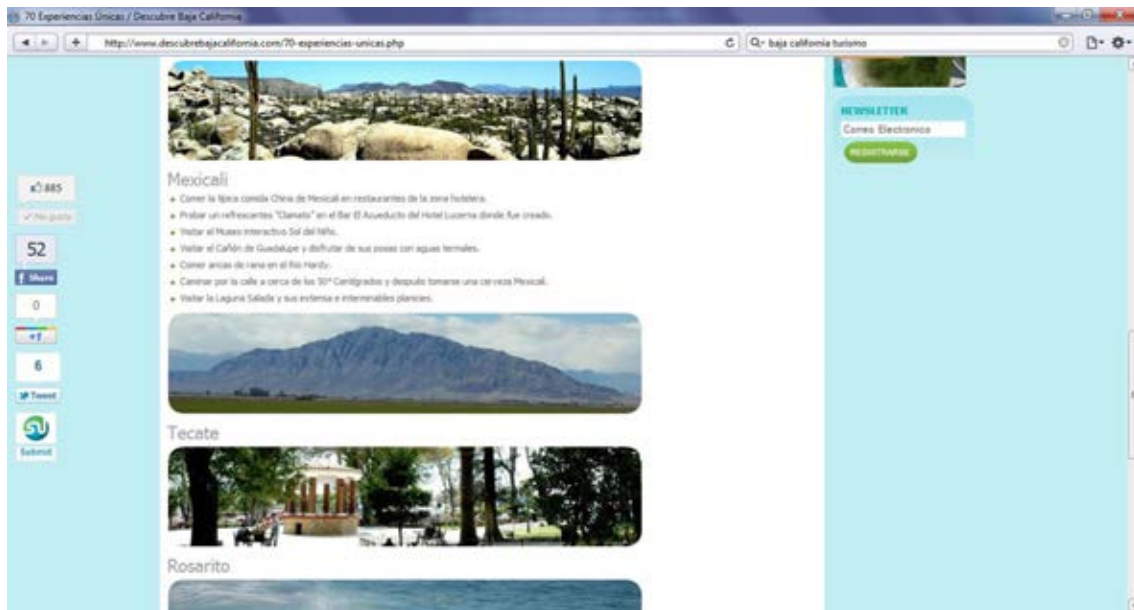 70 Experiencias Únicas / Descubre Baja California
http://www.descubrebajacalifornia.com/70-experiencias-unicas.php
baja california turismo
NEWSLETTER
Correo Electronico
REGISTRARSE
885
Me gusta
52
Share
0
+1
6
Tweet
Submit
Mexicali
Comer la típica comida China de Mexicali en restaurantes de la zona hotelera.
Probar un refrescantes "Clamato" en el Bar El Acueducto del Hotel Lucerna donde fue creado.
Visitar el Museo interactivo Sol del Niño.
Visitar el Cañón de Guadalupe y disfrutar de sus posas con aguas termales.
Comer ancas de rana en el Río Hardy.
Caminar por la calle a cerca de los 50° Centígrados y después tomarse una cerveza Mexicali.
Visitar la Laguna Salada y sus extensa e interminables planicies.
Tecate
Rosarito